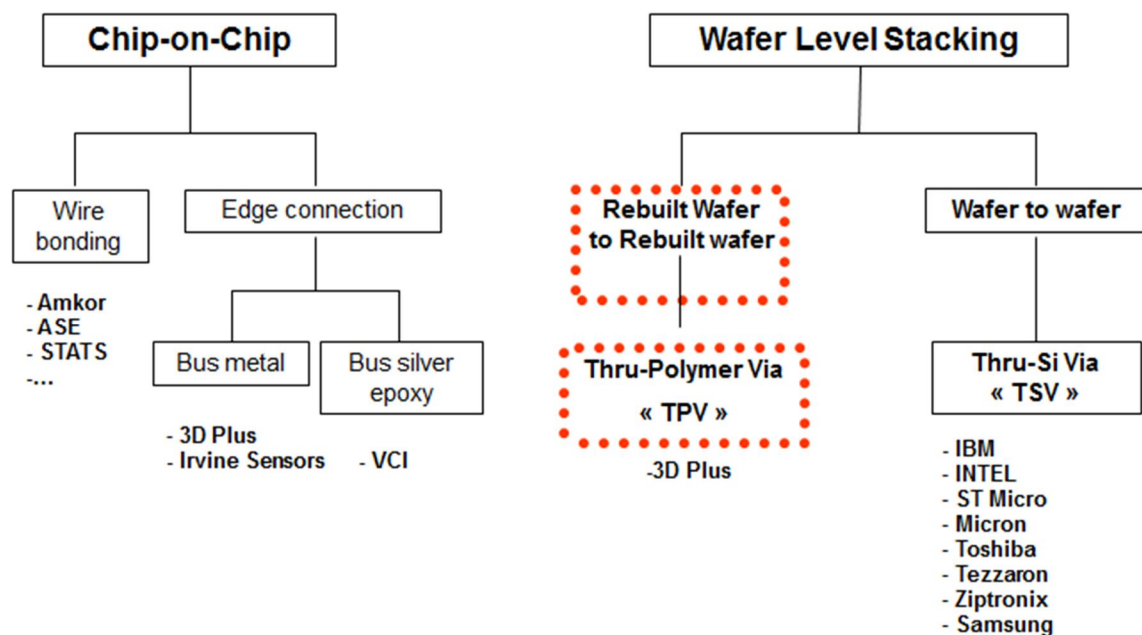 Chip-on-Chip
Wire
bonding
- Amkor
- ASE
- STATS
-...
Edge connection
Bus metal
- 3D Plus
- Irvine Sensors
Bus silver
epoxy
- VCI
Wafer Level Stacking
Rebuilt Wafer
to Rebuilt wafer
Thru-Polymer Via
« TPV »
-3D Plus
Wafer to wafer
Thru-Si Via
« TSV »
- IBM
- INTEL
- ST Micro
- Micron
- Toshiba
- Tezzaron
- Ziptronix
- Samsung